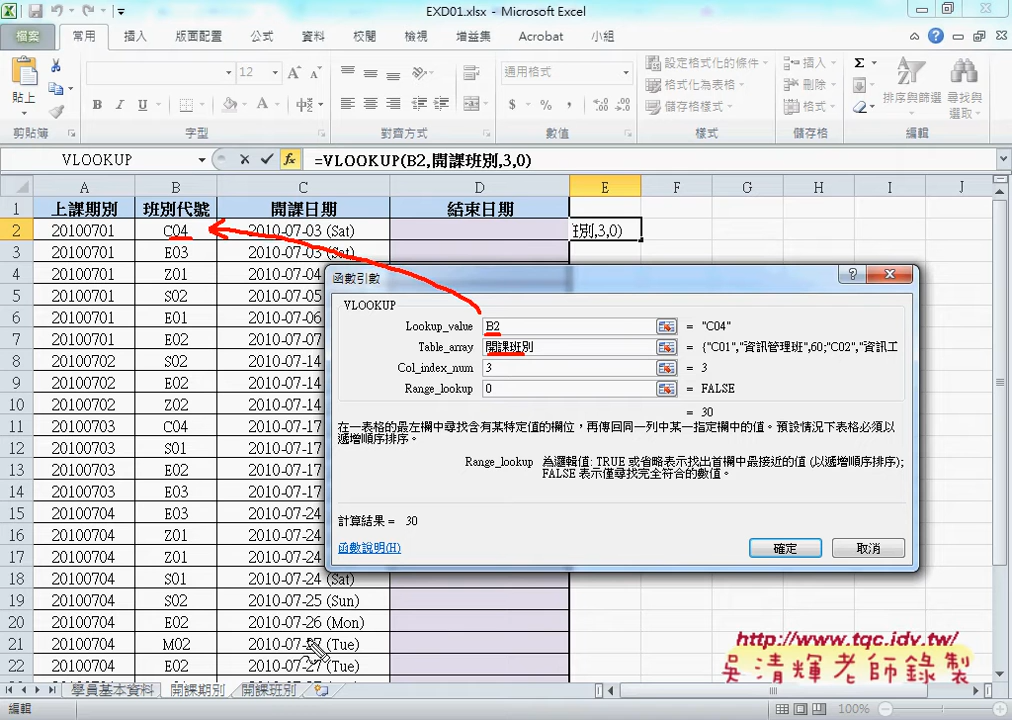 EXD01.xlsx - Microsoft Excel
檔案 常用 插入 版面配置 公式 資料 校閱 檢視 增益集 Acrobat 小組
貼上 12 通用格式 設定格式化的條件 格式化為表格 儲存格樣式 插入 刪除 格式 排序與篩選 尋找與選取
B I U 中 $ % ,
剪貼簿 字型 對齊方式 數值 樣式 儲存格 編輯
VLOOKUP fx =VLOOKUP(B2,開課班別,3,0)
A B C D E F G H I J
1 上課期別 班別代號 開課日期 結束日期
2 20100701 C04 2010-07-03 (Sat) 班別,3,0)
3 20100701 E03 2010-07-03 (Sat)
4 20100701 Z01 2010-07-04
5 20100701 S02 2010-07-05
6 20100701 E01 2010-07-06
7 20100702 S02 2010-07-13
8 20100702 S02 2010-07-14
9 20100702 E02 2010-07-14
10 20100702 Z02 2010-07-14
11 20100703 C04 2010-07-17
12 20100703 S01 2010-07-17
13 20100703 E02 2010-07-17
14 20100703 E03 2010-07-17
15 20100704 E03 2010-07-24
16 20100704 Z01 2010-07-24
17 20100704 Z01 2010-07-24
18 20100704 S01 2010-07-24 (Sat)
19 20100704 S02 2010-07-25 (Sun)
20 20100704 E02 2010-07-26 (Mon)
21 20100704 M02 2010-07-27 (Tue)
22 20100704 E02 2010-07-27 (Tue)
函數引數
VLOOKUP
Lookup_value B2 = "C04"
Table_array 開課班別 = {"C01","資訊管理班",60;"C02","資訊工
Col_index_num 3 = 3
Range_lookup 0 = FALSE
= 30
在一表格的最左欄中尋找含有某特定值的欄位，再傳回同一列中某一指定欄中的值。預設情況下表格必須以
遞增順序排序。
Range_lookup 為邏輯值: TRUE 或省略表示找出首欄中最接近的值 (以遞增順序排序);
FALSE 表示僅尋找完全符合的數值。
計算結果 = 30
函數說明(H) 確定 取消
http://www.tqc.idv.tw/
吳清輝老師錄製
學員基本資料 開課期別 開課班別
編輯 100%